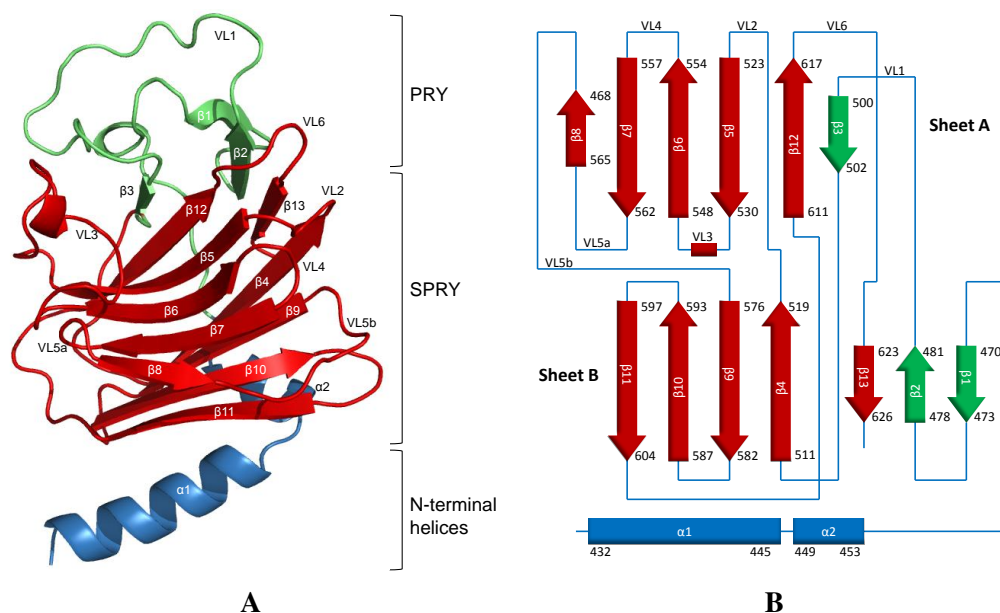 VL1
PRY
β1
VL6
β2
β3
β13
VL2
β12
VL3
β5
VL4
β4
SPRY
β6
β9
β7
VL5b
VL5a
β8
β10
α2
β11
α1
N-terminal
helices
A
VL4
VL2
VL6
557
554
523
617
VL1
468
500
Sheet A
β8
β7
β6
β5
β12
β3
565
502
562
548
530
611
VL3
VL5a
VL5b
597
593
576
519
623
481
470
Sheet B
β11
β10
β9
β4
β13
β2
β1
626
478
473
604
587
582
511
α1
α2
432
445
449
453
B